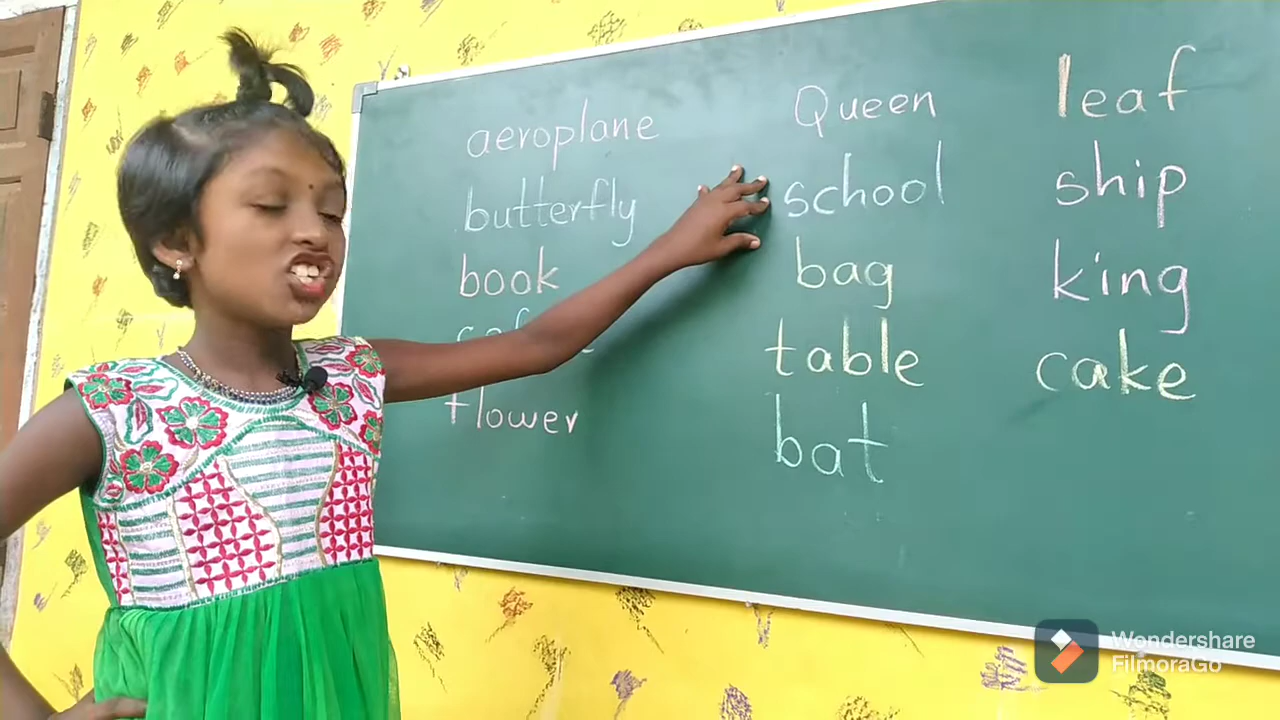 aeroplane
butterfly
book
flower
Queen
school
bag
table
bat
leaf
ship
king
cake
Wondershare
FilmoraGo